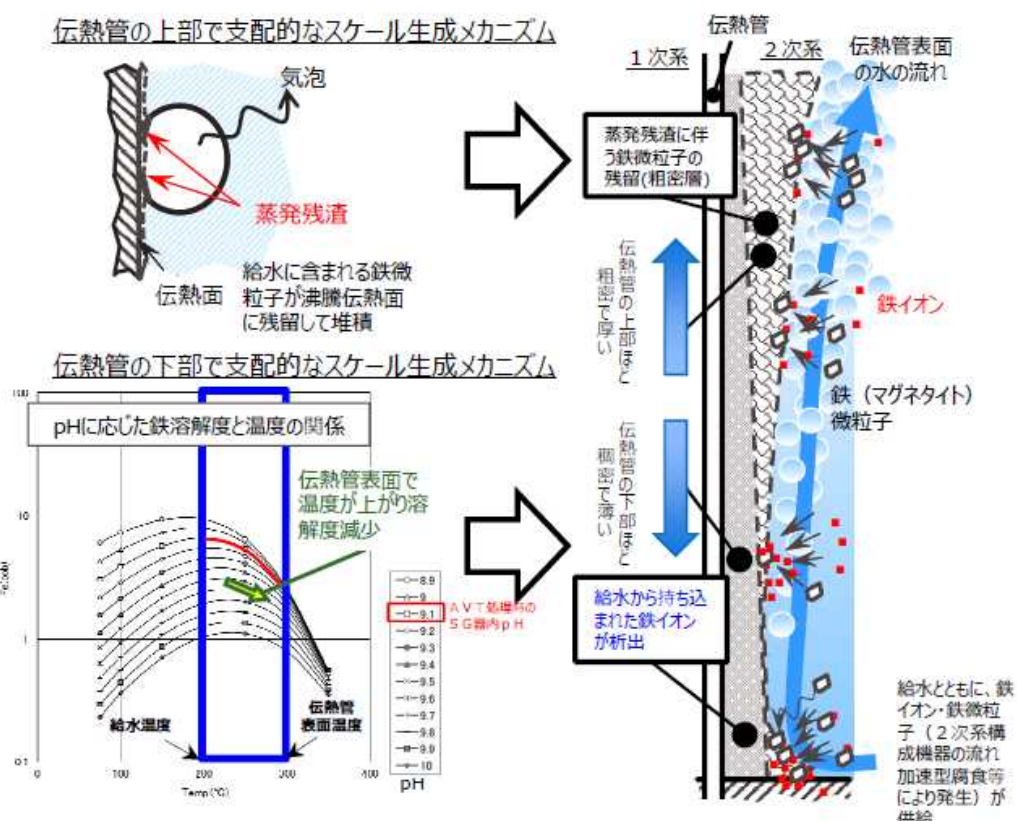 伝熱管の上部で支配的なスケール生成メカニズム
気泡
蒸発残渣
伝熱面
給水に含まれる鉄微
粒子が沸騰伝熱面
に残留して堆積
伝熱管の下部で支配的なスケール生成メカニズム
pHに応じた鉄溶解度と温度の関係
伝熱管表面で
温度が上がり溶
解度減少
10
1
0.1
0
100
200
300
400
Temp(℃)
給水温度
伝熱管
表面温度
8.9
9
9.1
9.2
9.3
9.4
9.5
9.6
9.7
9.8
9.9
10
pH
AVT処理時の
SG器内pH
伝熱管
1次系
2次系
伝熱管表面
の水の流れ
蒸発残渣に伴
う鉄微粒子の
残留(粗密層)
伝熱管の上部ほど
粗密で厚い
鉄イオン
鉄（マグネタイト）
微粒子
伝熱管の下部ほど
稠密で薄い
給水から持ち込
まれた鉄イオン
が析出
給水とともに、鉄
イオン・鉄微粒
子（2次系構
成機器の流れ
加速型腐食等
により発生）が
供給